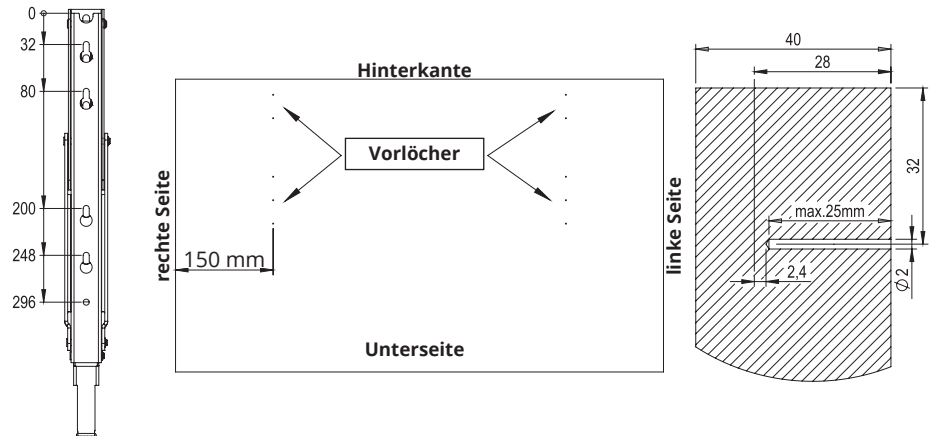 0
32
80
200
248
296
Hinterkante
Vorlöcher
rechte Seite
linke Seite
150 mm
Unterseite
40
28
32
max.25mm
2,4
∅2